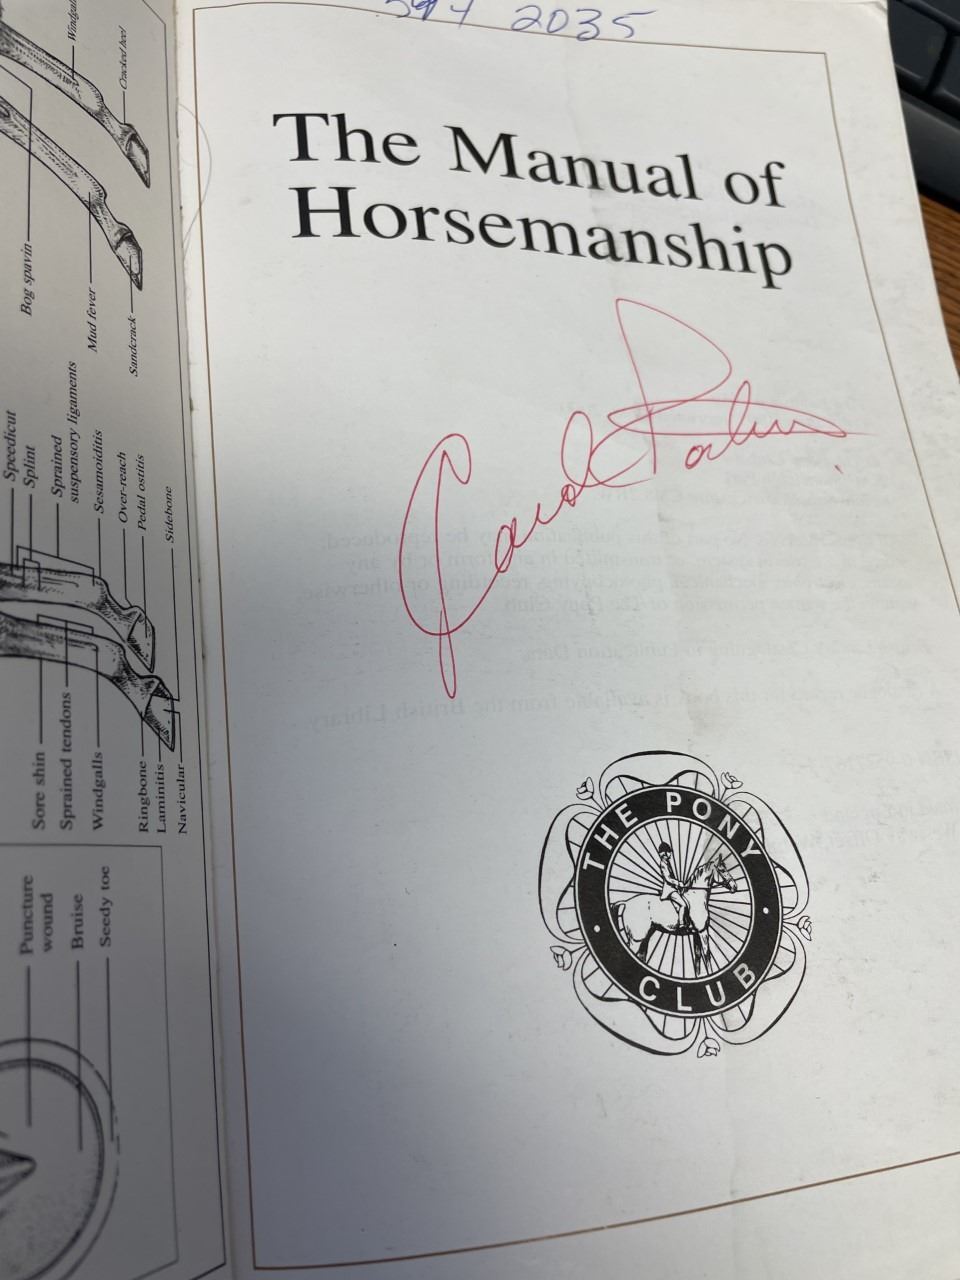 2035
The Manual of
Horsemanship
Carol
THE PONY
CLUB
Cracked heel
Bog spavin
Mud fever
Sandcrack
Speedicut
Splint
Sprained
suspensory ligaments
Sesamoiditis
Over-reach
Pedal ostitis
Sidebone
Sore shin
Sprained tendons
Windgalls
Ringbone
Laminitis
Navicular
Puncture
wound
Bruise
Seedy toe